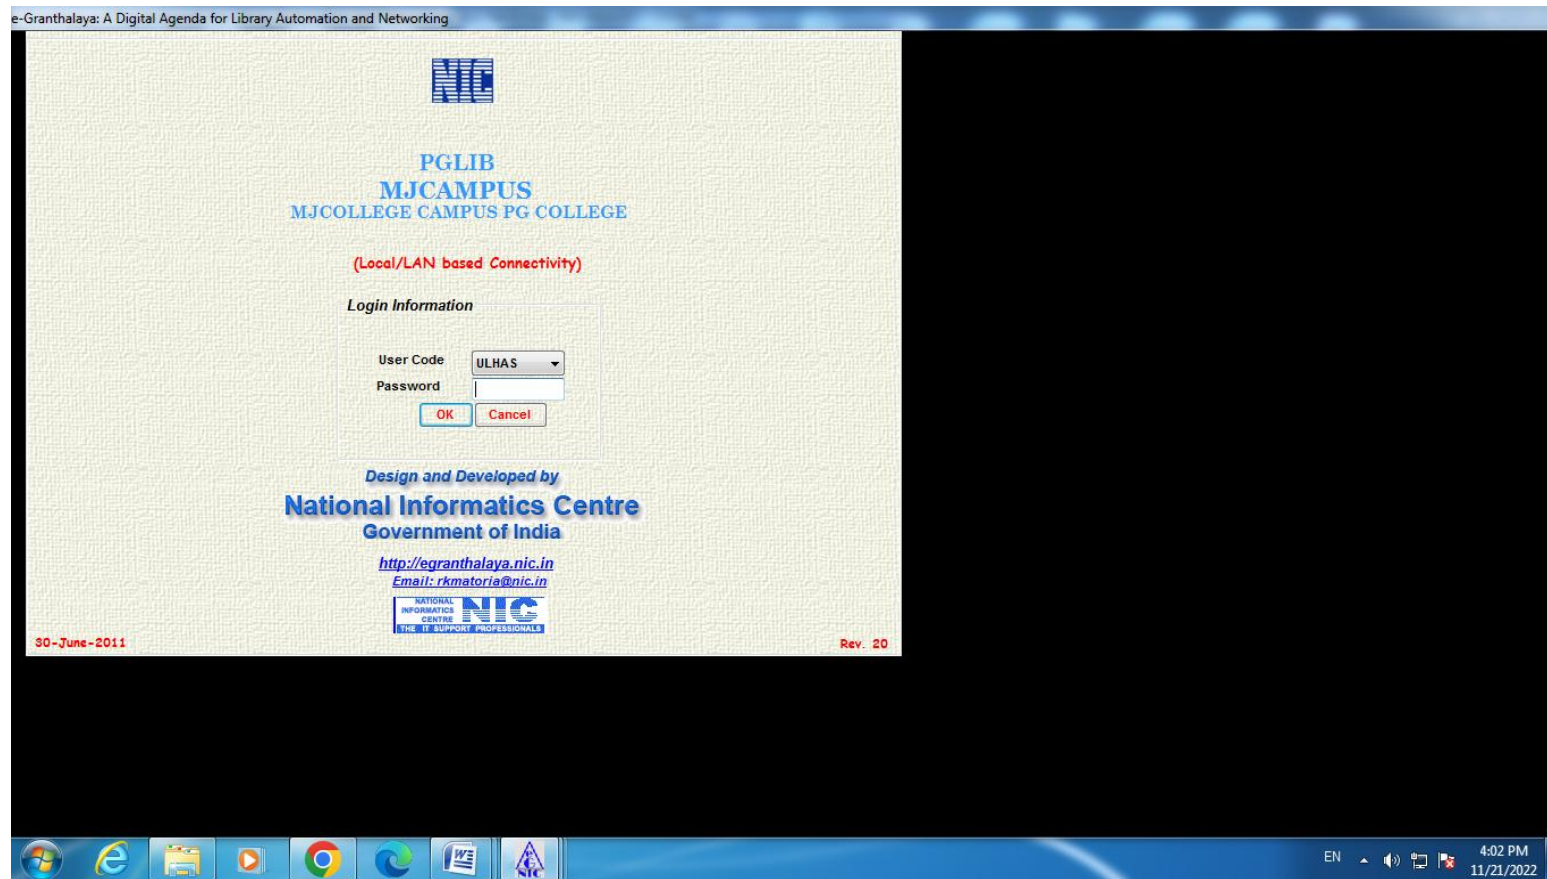 e-Granthalaya: A Digital Agenda for Library Automation and Networking
NIC
PGLIB
MJCAMPUS
MJCOLLEGE CAMPUS PG COLLEGE
(Local/LAN based Connectivity)
Login Information
User Code ULHAS
Password
OK Cancel
Design and Developed by
National Informatics Centre
Government of India
http://egranthalaya.nic.in
Email: rkmatoria@nic.in
NATIONAL
INFORMATICS
CENTRE
NIC
THE IT SUPPORT PROFESSIONALS
30-June-2011 Rev. 20
EN 4:02 PM
11/21/2022
W
NIC